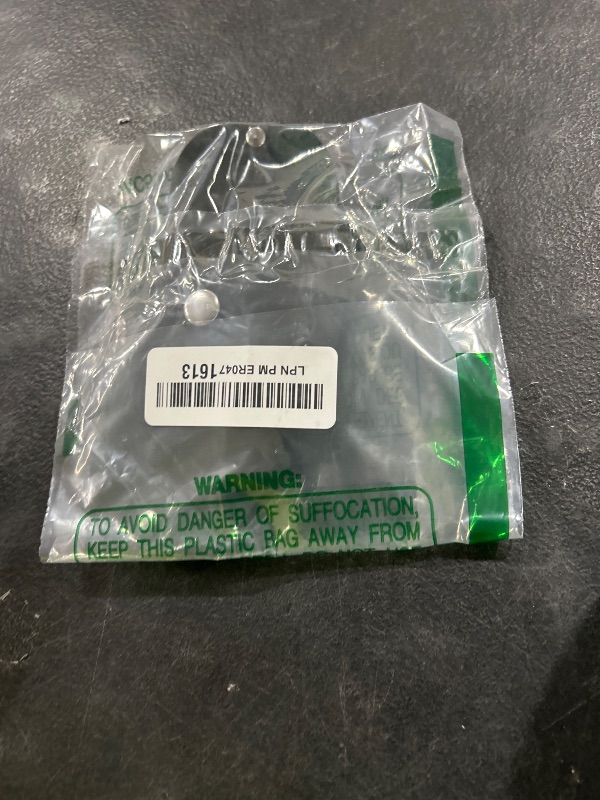 LPN PM ER0471613
WARNING:
TO AVOID DANGER OF SUFFOCATION,
KEEP THIS PLASTIC BAG AWAY FROM